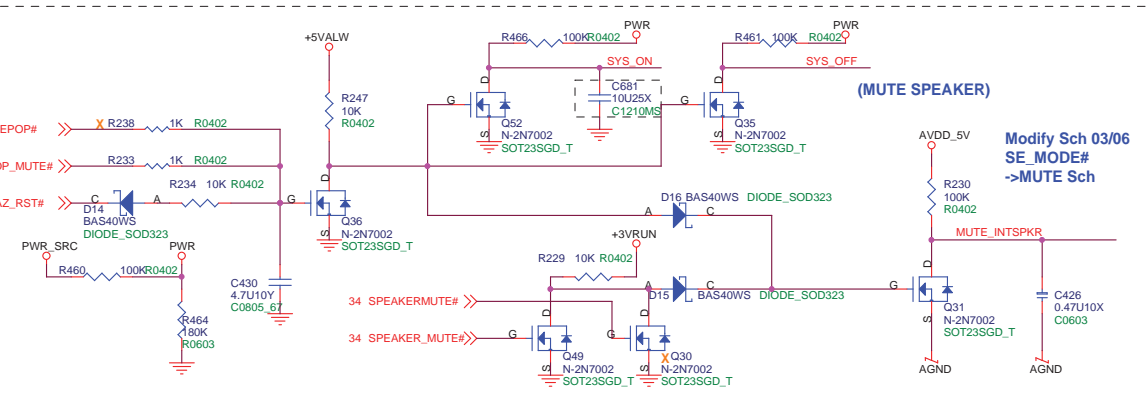 PWR
R466 100K R0402
SYS_ON
D
G
S
Q52
N-2N7002
SOT23SGD_T
C681
10U25X
C1210MS
PWR
R461 100K R0402
SYS_OFF
D
G
S
Q35
N-2N7002
SOT23SGD_T
(MUTE SPEAKER)
+5VALW
R247
10K
R0402
EPOP#
X R238 1K R0402
OP_MUTE#
R233 1K R0402
AZ_RST#
C A
D14
BAS40WS
DIODE_SOD323
R234 10K R0402
D
G
S
Q36
N-2N7002
SOT23SGD_T
PWR_SRC
PWR
R460 100K R0402
R464
180K
R0603
C430
4.7U10Y
C0805_67
D16 BAS40WS DIODE_SOD323
A C
+3VRUN
R229 10K R0402
A C
D15 BAS40WS DIODE_SOD323
34 SPEAKERMUTE#
34 SPEAKER_MUTE#
D
G
S
Q49
N-2N7002
SOT23SGD_T
D
G
S
X Q30
N-2N7002
SOT23SGD_T
AVDD_5V
Modify Sch 03/06
SE_MODE#
->MUTE Sch
R230
100K
R0402
MUTE_INTSPKR
D
G
S
Q31
N-2N7002
SOT23SGD_T
C426
0.47U10X
C0603
AGND
AGND